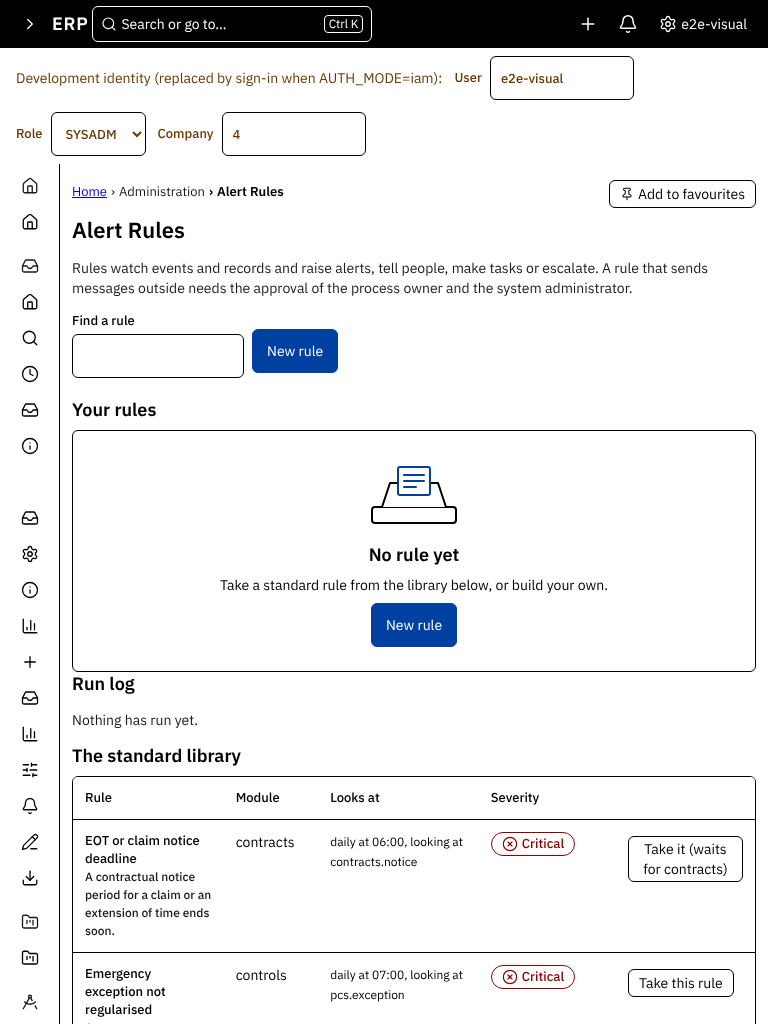 ERP
Search or go to...
Ctrl K
e2e-visual
Development identity (replaced by sign-in when AUTH_MODE=iam):
User
e2e-visual
Role
SYSADM
Company
4
Home › Administration › Alert Rules
Add to favourites
Alert Rules
Rules watch events and records and raise alerts, tell people, make tasks or escalate. A rule that sends
messages outside needs the approval of the process owner and the system administrator.
Find a rule
New rule
Your rules
No rule yet
Take a standard rule from the library below, or build your own.
New rule
Run log
Nothing has run yet.
The standard library
Rule Module Looks at Severity
EOT or claim notice
deadline
A contractual notice
period for a claim or an
extension of time ends
soon.
contracts
daily at 06:00, looking at
contracts.notice
Critical
Take it (waits
for contracts)
Emergency
exception not
regularised
controls
daily at 07:00, looking at
pcs.exception
Critical
Take this rule